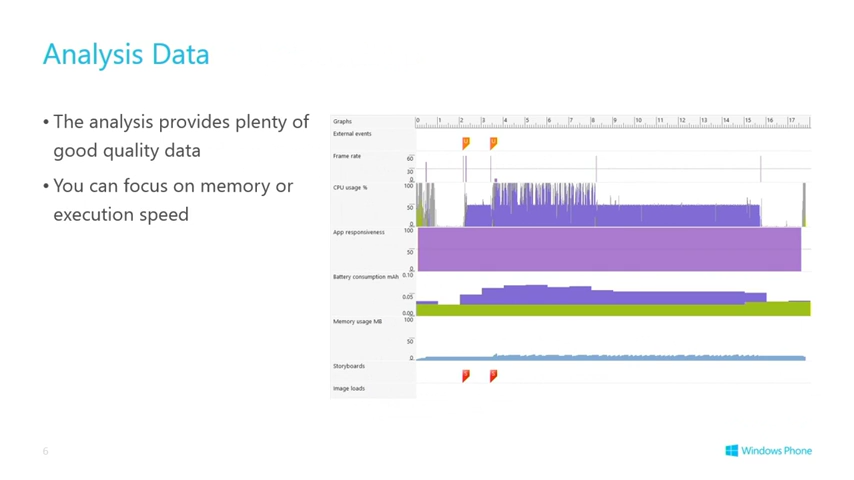 Analysis Data
• The analysis provides plenty of
good quality data
• You can focus on memory or
execution speed
Graphs
0 1 2 3 4 5 6 7 8 9 10 11 12 13 14 15 16 17
External events
Frame rate
60
30
0
CPU usage %
100
50
0
App responsiveness
100
50
0
Battery consumption mAh
0.10
0.05
0.00
Memory usage MB
100
50
0
Storyboards
Image loads
6
Windows Phone